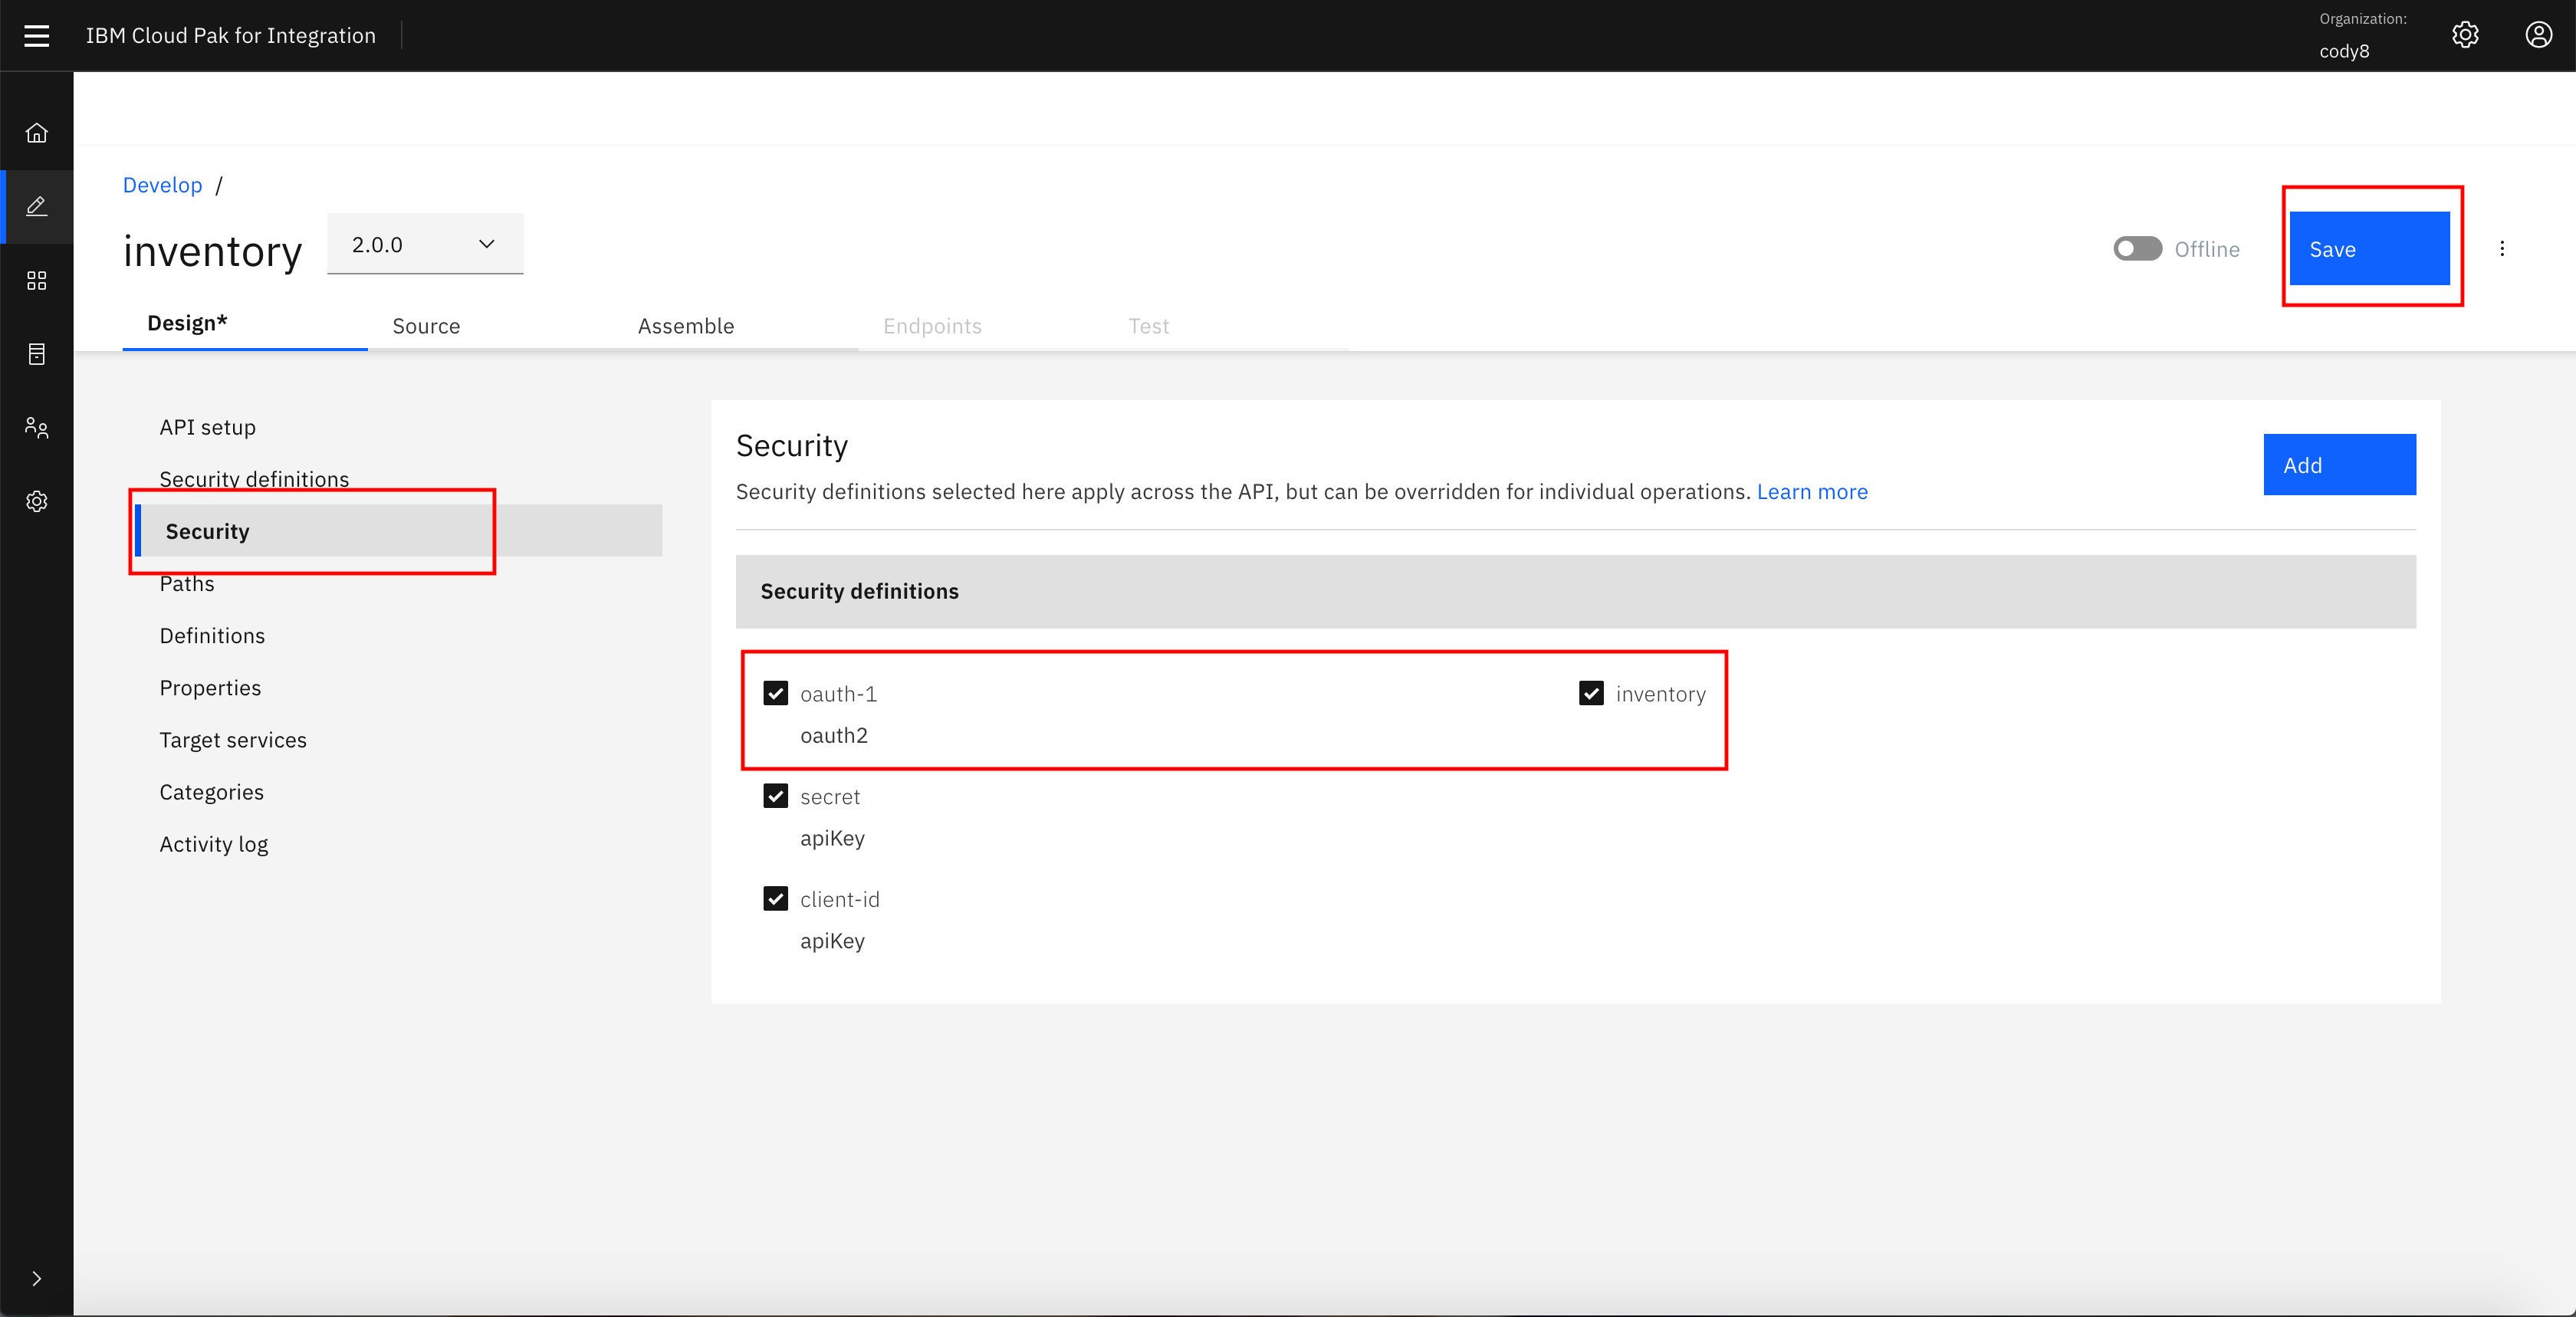 IBM Cloud Pak for Integration
Organization:
cody8
Develop /
inventory
2.0.0
Offline
Save
Design*
Source
Assemble
Endpoints
Test
API setup
Security definitions
Security
Paths
Definitions
Properties
Target services
Categories
Activity log
Security
Add
Security definitions selected here apply across the API, but can be overridden for individual operations. Learn more
Security definitions
oauth-1
inventory
oauth2
secret
apiKey
client-id
apiKey